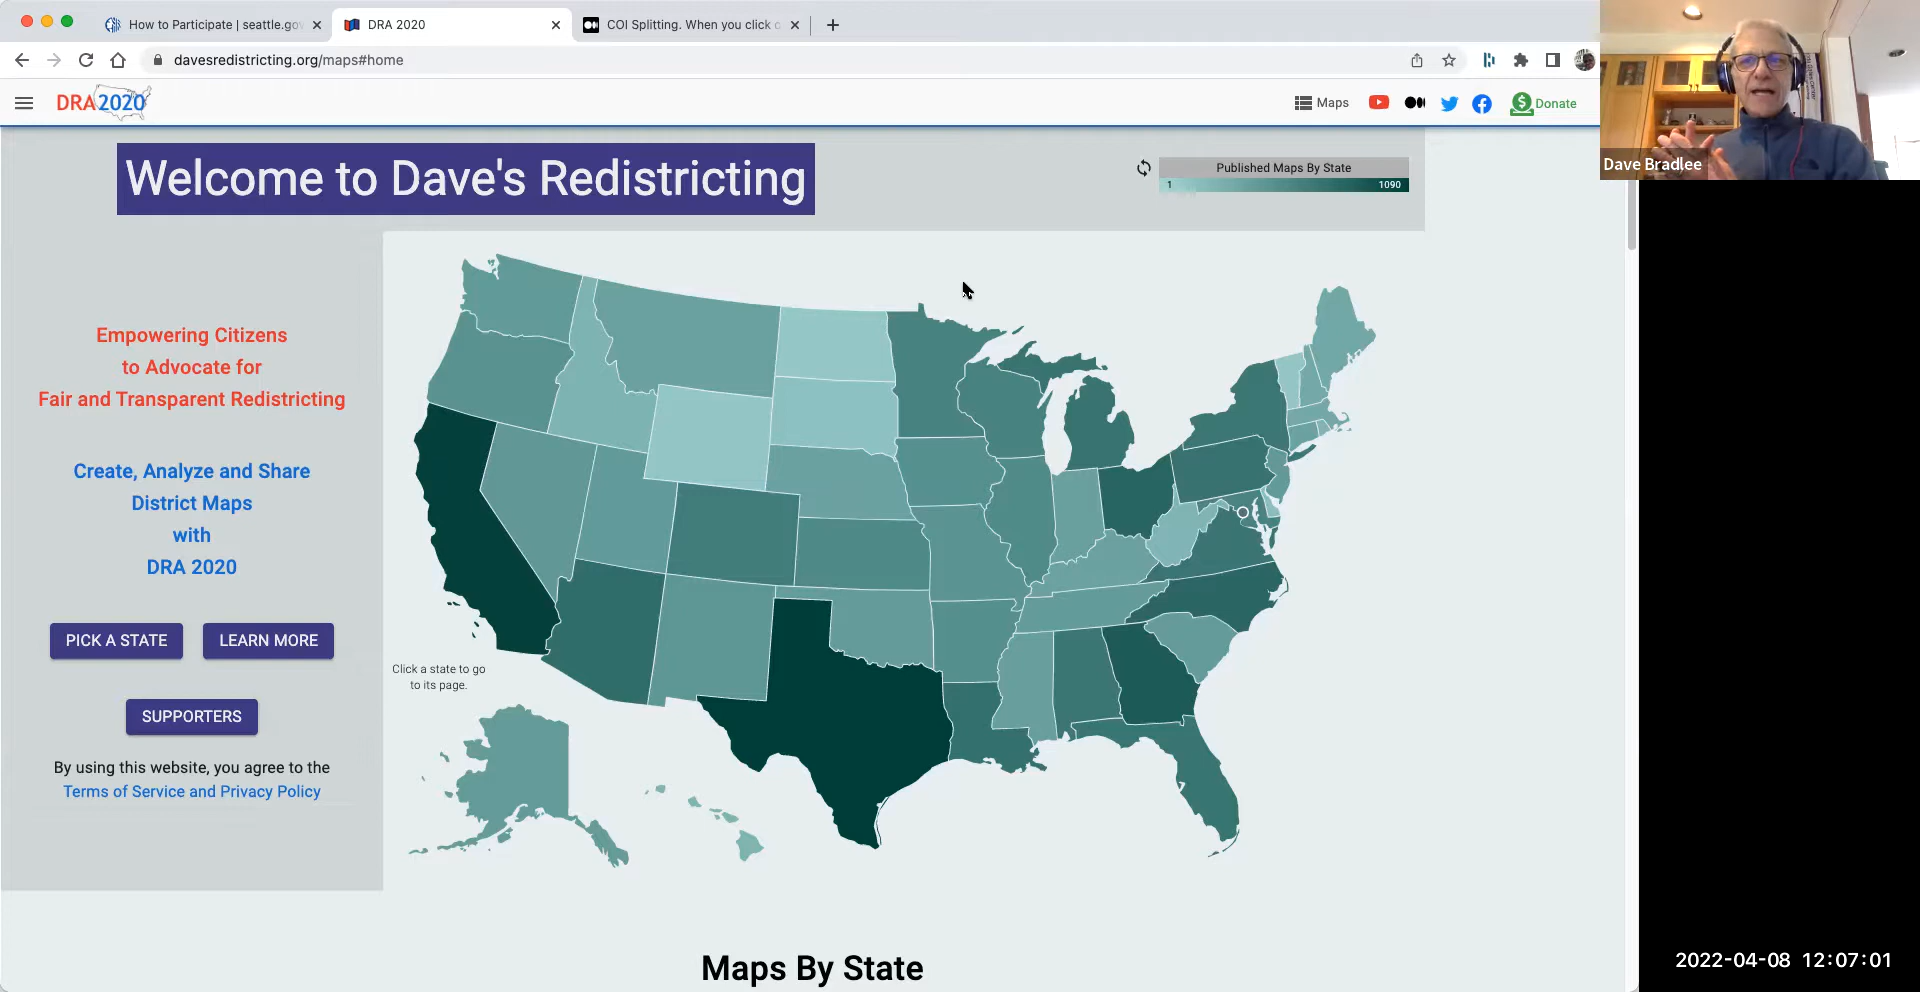 How to Participate | seattle.gov
DRA 2020
COI Splitting. When you click o
davesredistricting.org/maps#home
DRA2020
Maps
Donate
Dave Bradlee
Welcome to Dave's Redistricting
Published Maps By State
1
1090
Empowering Citizens
to Advocate for
Fair and Transparent Redistricting
Create, Analyze and Share
District Maps
with
DRA 2020
PICK A STATE
LEARN MORE
Click a state to go
to its page.
SUPPORTERS
By using this website, you agree to the
Terms of Service and Privacy Policy
Maps By State
2022-04-08 12:07:01